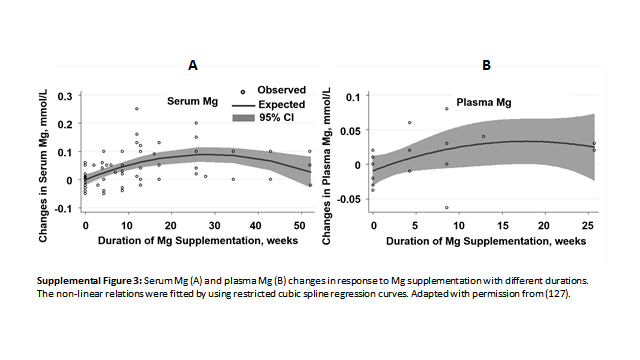 A
B
Serum Mg
Observed
Expected
95% CI
Changes in Serum Mg, mmol/L
0.3
0.2
0.1
0
-0.1
0
10
20
30
40
50
Duration of Mg Supplementation, weeks
Plasma Mg
Changes in Plasma Mg, mmol/L
0.1
0.05
0
-0.05
0
5
10
15
20
25
Duration of Mg Supplementation, weeks
Supplemental Figure 3: Serum Mg (A) and plasma Mg (B) changes in response to Mg supplementation with different durations.
The non-linear relations were fitted by using restricted cubic spline regression curves. Adapted with permission from (127).